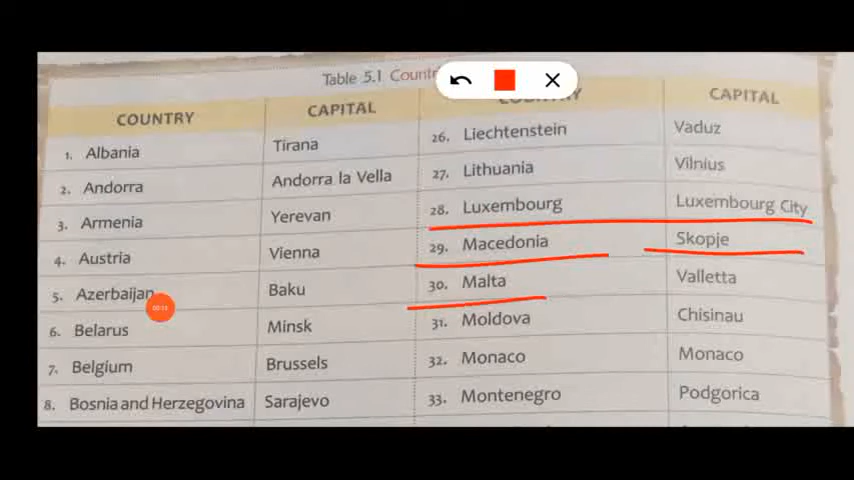 Table 5.1
COUNTRY CAPITAL CAPITAL
1. Albania Tirana 26. Liechtenstein Vaduz
2. Andorra Andorra la Vella 27. Lithuania Vilnius
3. Armenia Yerevan 28. Luxembourg Luxembourg City
4. Austria Vienna 29. Macedonia Skopje
5. Azerbaijan Baku 30. Malta Valletta
6. Belarus Minsk 31. Moldova Chisinau
7. Belgium Brussels 32. Monaco Monaco
8. Bosnia and Herzegovina Sarajevo 33. Montenegro Podgorica